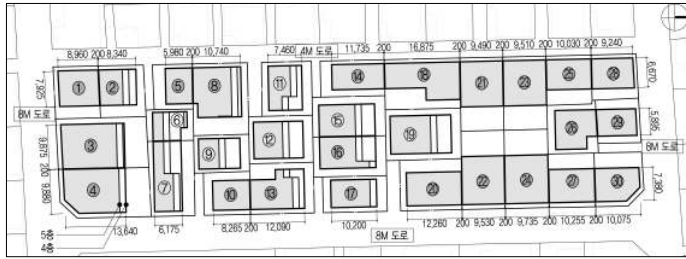 4M 도로
8,960 200 8,340
5,980 200 10,740
7,460
11,735 200 16,875 200 9,490 200 9,510 200 10,030 200 9,240
7,925
① ② ⑤ ⑧ ⑪ ⑭ ⑱ ㉑ ㉓ ㉕ ㉘
6,670
8M 도로
⑥ ⑮ ⑲ ㉖ ㉙
5,895
9,875
③ ⑨ ⑫ ⑯
8M 도로
200
9,880
④ ⑦ ⑩ ⑬ ⑰ ⑳ ㉒ ㉔ ㉗ ㉚
7,380
13,640
6,175
8,265 200 12,090
10,200
12,260 200 9,530 200 9,735 200 10,255 200 10,075
5층
4층
8M 도로